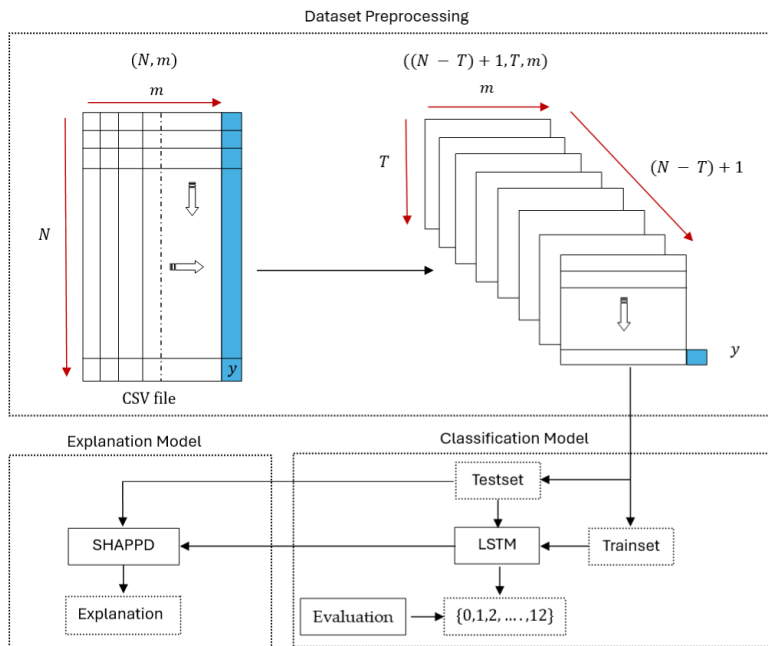 Dataset Preprocessing
(N, m)
((N − T) + 1, T, m)
m
m
T
(N − T) + 1
N
y
y
CSV file
Explanation Model
Classification Model
Testset
SHAPPD
LSTM
Trainset
Explanation
Evaluation
{0,1,2, … . ,12}